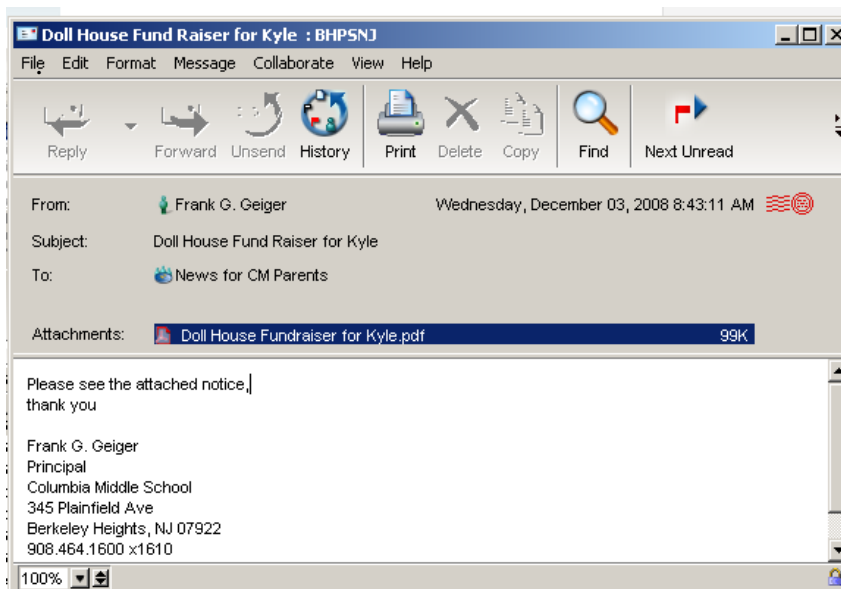 Doll House Fund Raiser for Kyle : BHPSNJ
File Edit Format Message Collaborate View Help
Reply Forward Unsend History Print Delete Copy Find Next Unread
From: Frank G. Geiger Wednesday, December 03, 2008 8:43:11 AM
Subject: Doll House Fund Raiser for Kyle
To: News for CM Parents
Attachments: Doll House Fundraiser for Kyle.pdf 99K
Please see the attached notice,
thank you
Frank G. Geiger
Principal
Columbia Middle School
345 Plainfield Ave
Berkeley Heights, NJ 07922
908.464.1600 x1610
100%